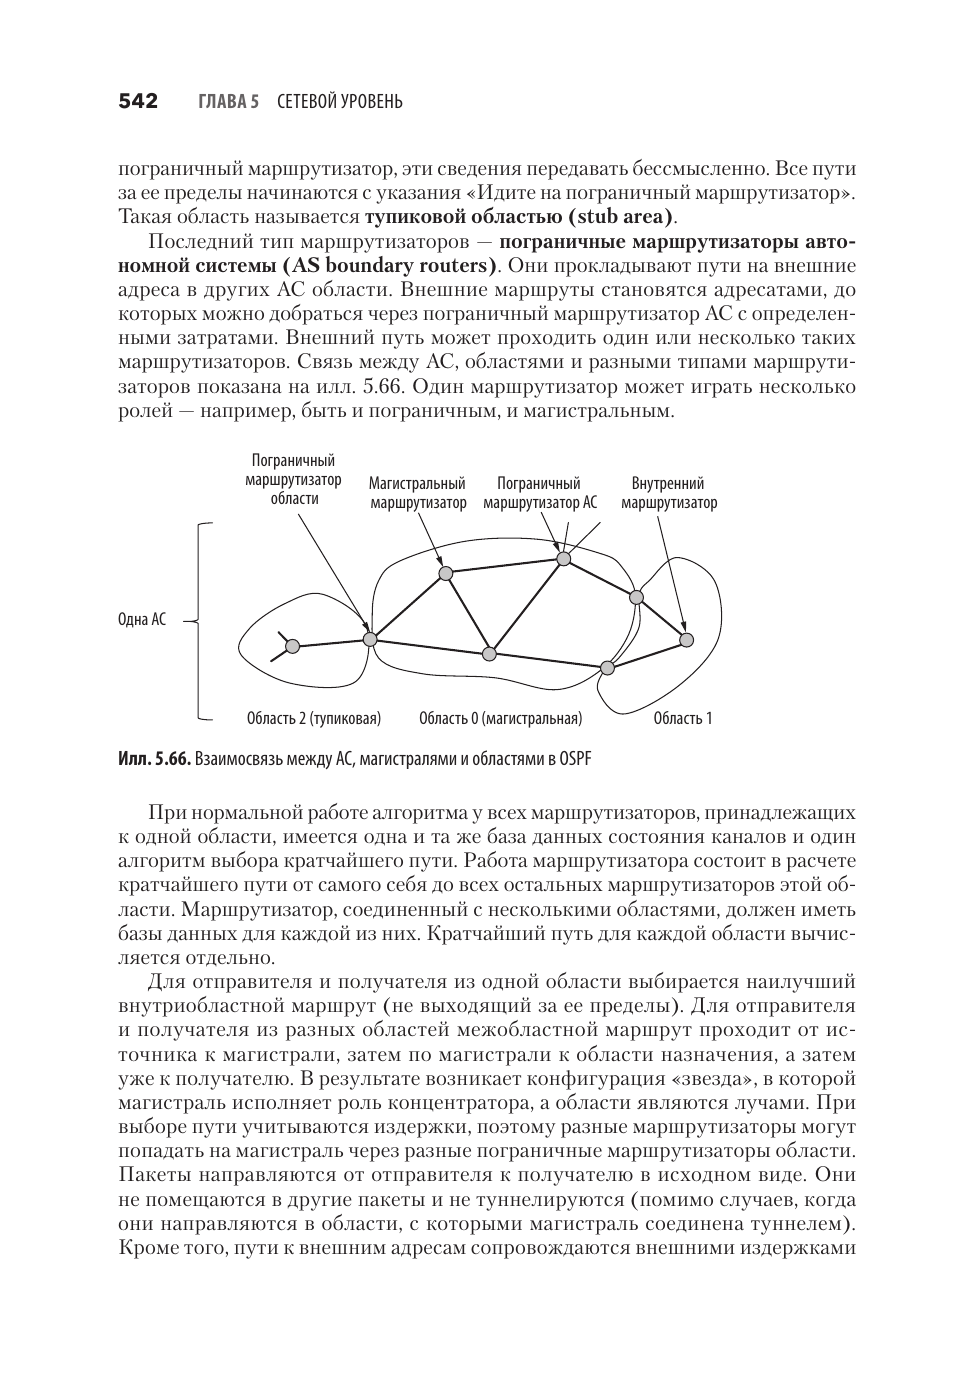 542 ГЛАВА 5 СЕТЕВОЙ УРОВЕНЬ
пограничный маршрутизатор, эти сведения передавать бессмысленно. Все пути
за ее пределы начинаются с указания «Идите на пограничный маршрутизатор».
Такая область называется тупиковой областью (stub area).
Последний тип маршрутизаторов — пограничные маршрутизаторы авто-
номной системы (AS boundary routers). Они прокладывают пути на внешние
адреса в других АС области. Внешние маршруты становятся адресатами, до
которых можно добраться через пограничный маршрутизатор АС с определен-
ными затратами. Внешний путь может проходить один или несколько таких
маршрутизаторов. Связь между АС, областями и разными типами маршрути-
заторов показана на илл. 5.66. Один маршрутизатор может играть несколько
ролей — например, быть и пограничным, и магистральным.
Пограничный
маршрутизатор
области
Магистральный
маршрутизатор
Пограничный
маршрутизатор АС
Внутренний
маршрутизатор
Одна АС
Область 2 (тупиковая)
Область 0 (магистральная)
Область 1
Илл. 5.66. Взаимосвязь между АС, магистралями и областями в OSPF
При нормальной работе алгоритма у всех маршрутизаторов, принадлежащих
к одной области, имеется одна и та же база данных состояния каналов и один
алгоритм выбора кратчайшего пути. Работа маршрутизатора состоит в расчете
кратчайшего пути от самого себя до всех остальных маршрутизаторов этой об-
ласти. Маршрутизатор, соединенный с несколькими областями, должен иметь
базы данных для каждой из них. Кратчайший путь для каждой области вычис-
ляется отдельно.
Для отправителя и получателя из одной области выбирается наилучший
внутриобластной маршрут (не выходящий за ее пределы). Для отправителя
и получателя из разных областей межобластной маршрут проходит от ис-
точника к магистрали, затем по магистрали к области назначения, а затем
уже к получателю. В результате возникает конфигурация «звезда», в которой
магистраль исполняет роль концентратора, а области являются лучами. При
выборе пути учитываются издержки, поэтому разные маршрутизаторы могут
попадать на магистраль через разные пограничные маршрутизаторы области.
Пакеты направляются от отправителя к получателю в исходном виде. Они
не помещаются в другие пакеты и не туннелируются (помимо случаев, когда
они направляются в области, с которыми магистраль соединена туннелем).
Кроме того, пути к внешним адресам сопровождаются внешними издержками